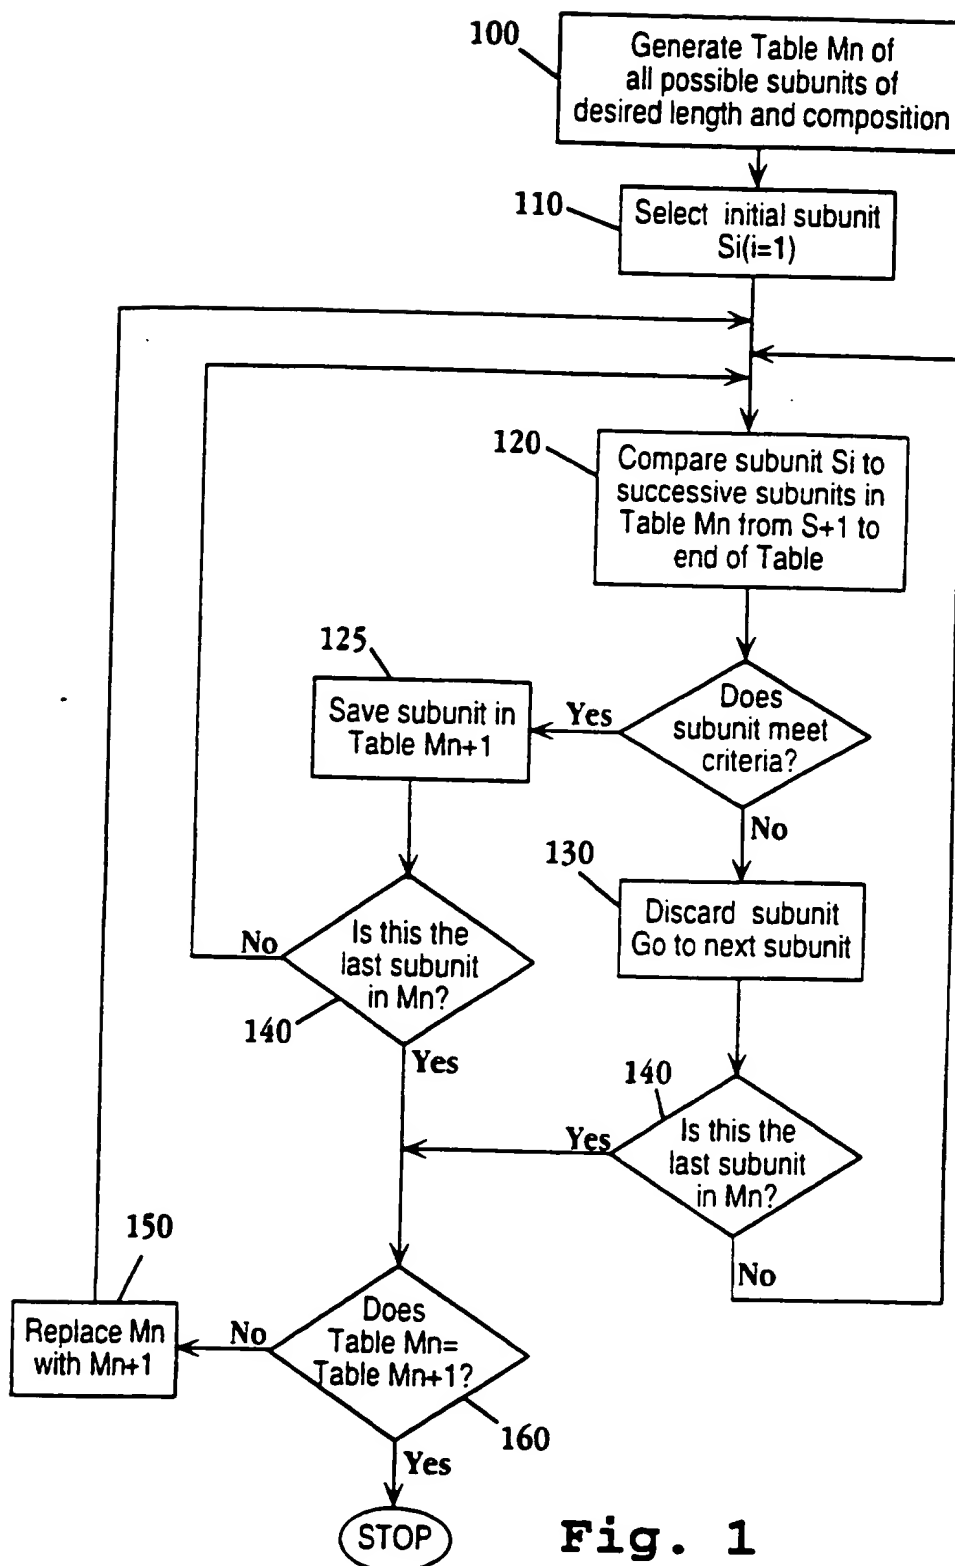 100
Generate Table Mn of
all possible subunits of
desired length and composition
110
Select initial subunit
Si(i=1)
120
Compare subunit Si to
successive subunits in
Table Mn from S+1 to
end of Table
125
Save subunit in
Table Mn+1
Yes
Does
subunit meet
criteria?
No
130
Discard subunit
Go to next subunit
No
Is this the
last subunit
in Mn?
140
Yes
140
Yes
Is this the
last subunit
in Mn?
No
150
Replace Mn
with Mn+1
No
Does
Table Mn=
Table Mn+1?
160
Yes
STOP
Fig. 1